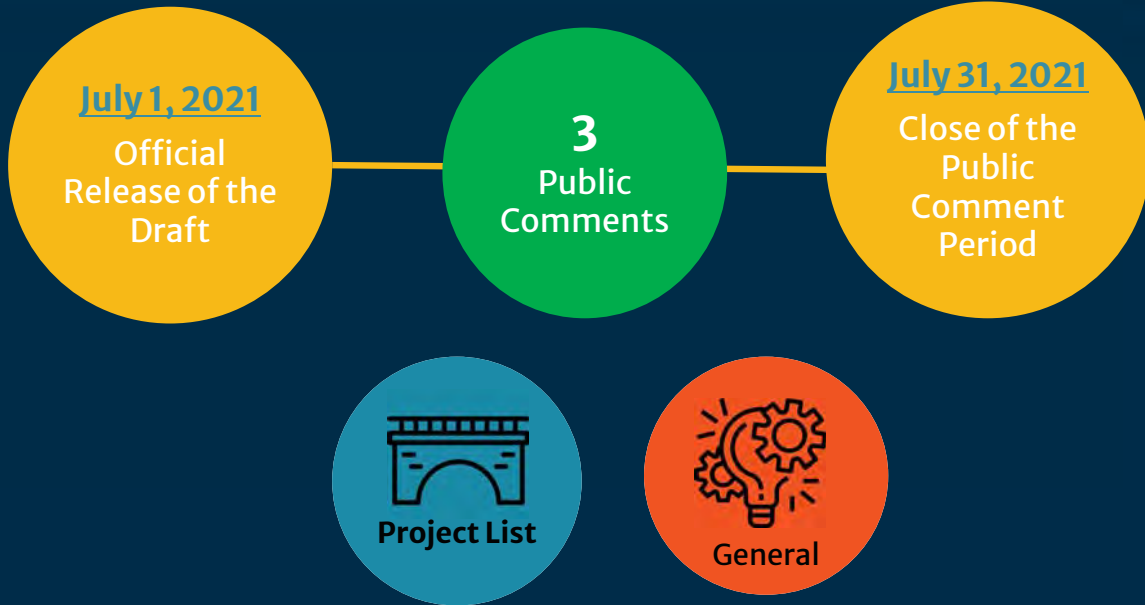 July 1, 2021
Official
Release of the
Draft
3
Public
Comments
July 31, 2021
Close of the
Public
Comment
Period
Project List
General